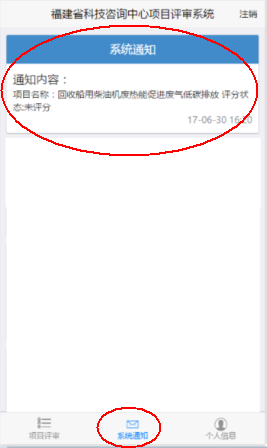 福建省科技咨询中心项目评审系统 注销
系统通知
通知内容：
项目名称：回收船用柴油机废热能促进废气低碳排放 评分状
态:未评分
17-06-30 16:20
项目评审 系统通知 个人信息